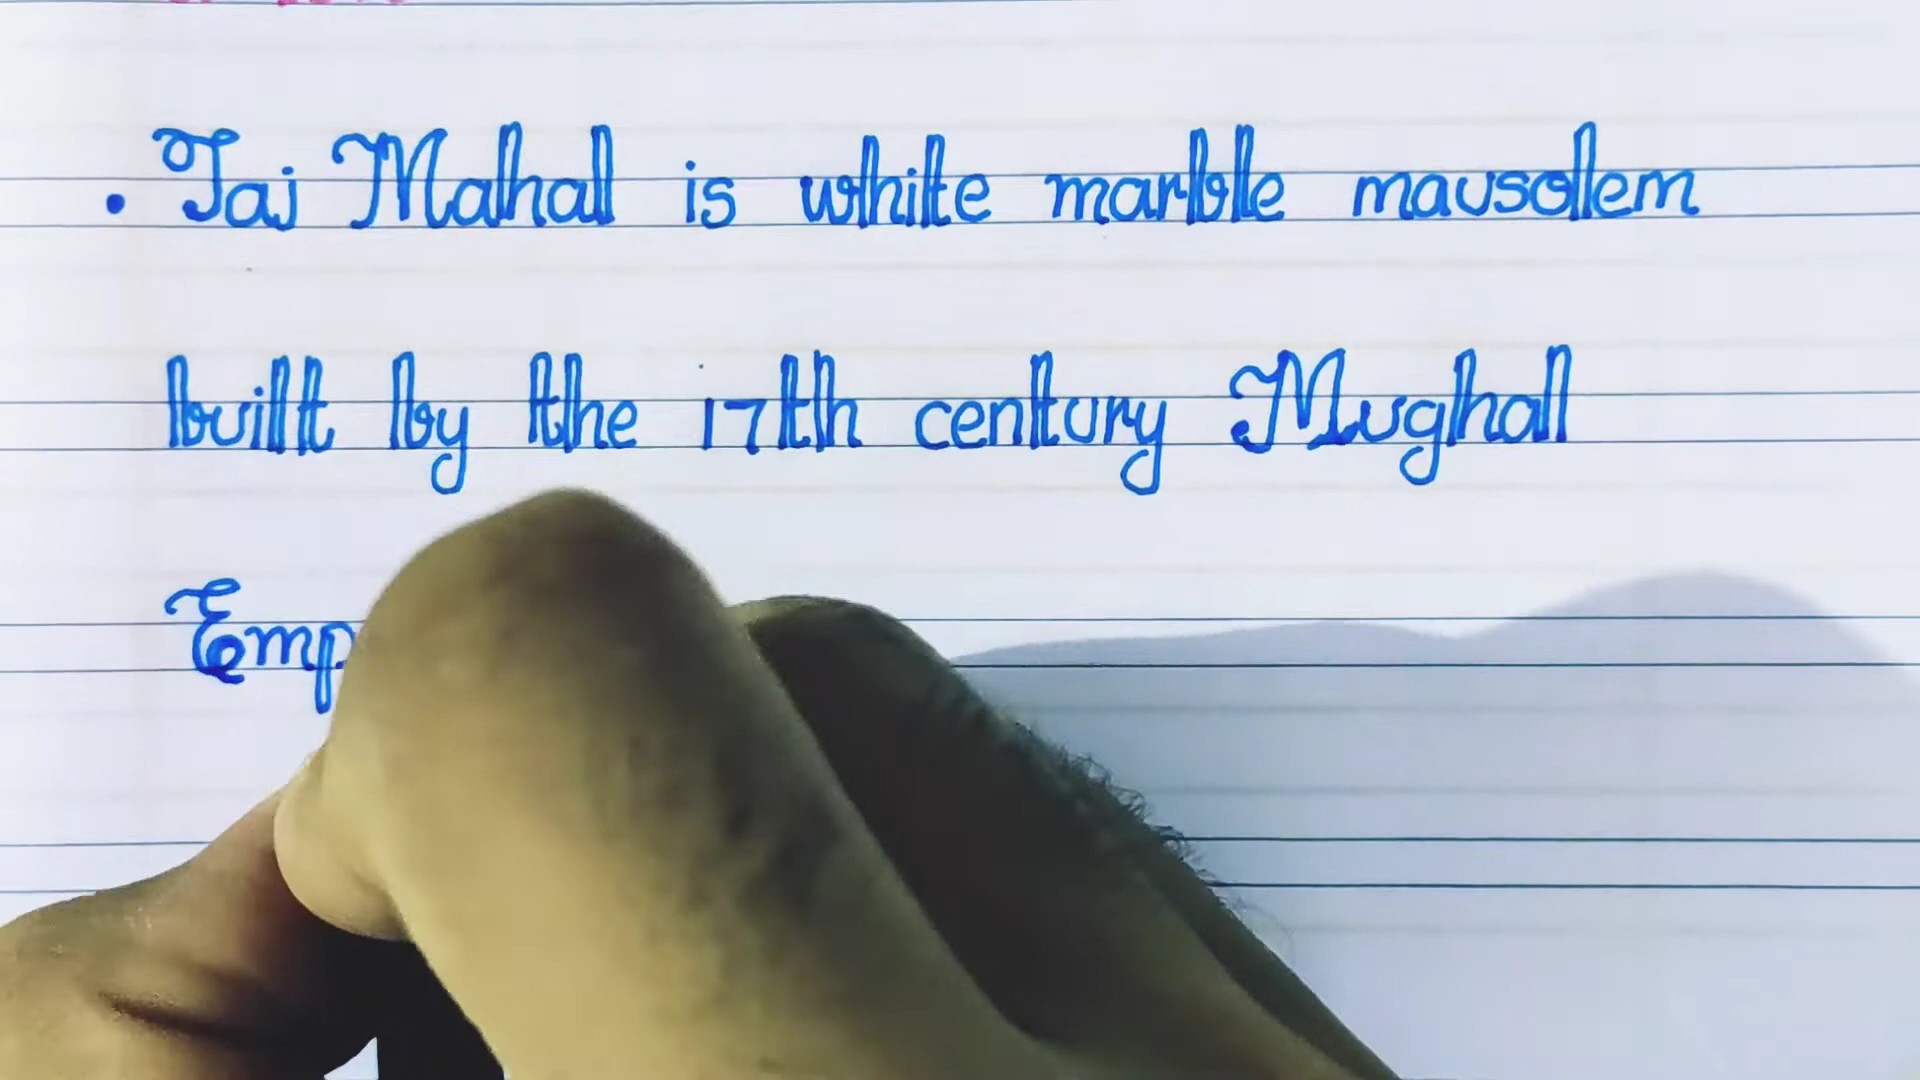 • Taj Mahal is white marble mausolem
built by the 17th century Mughal
Emp